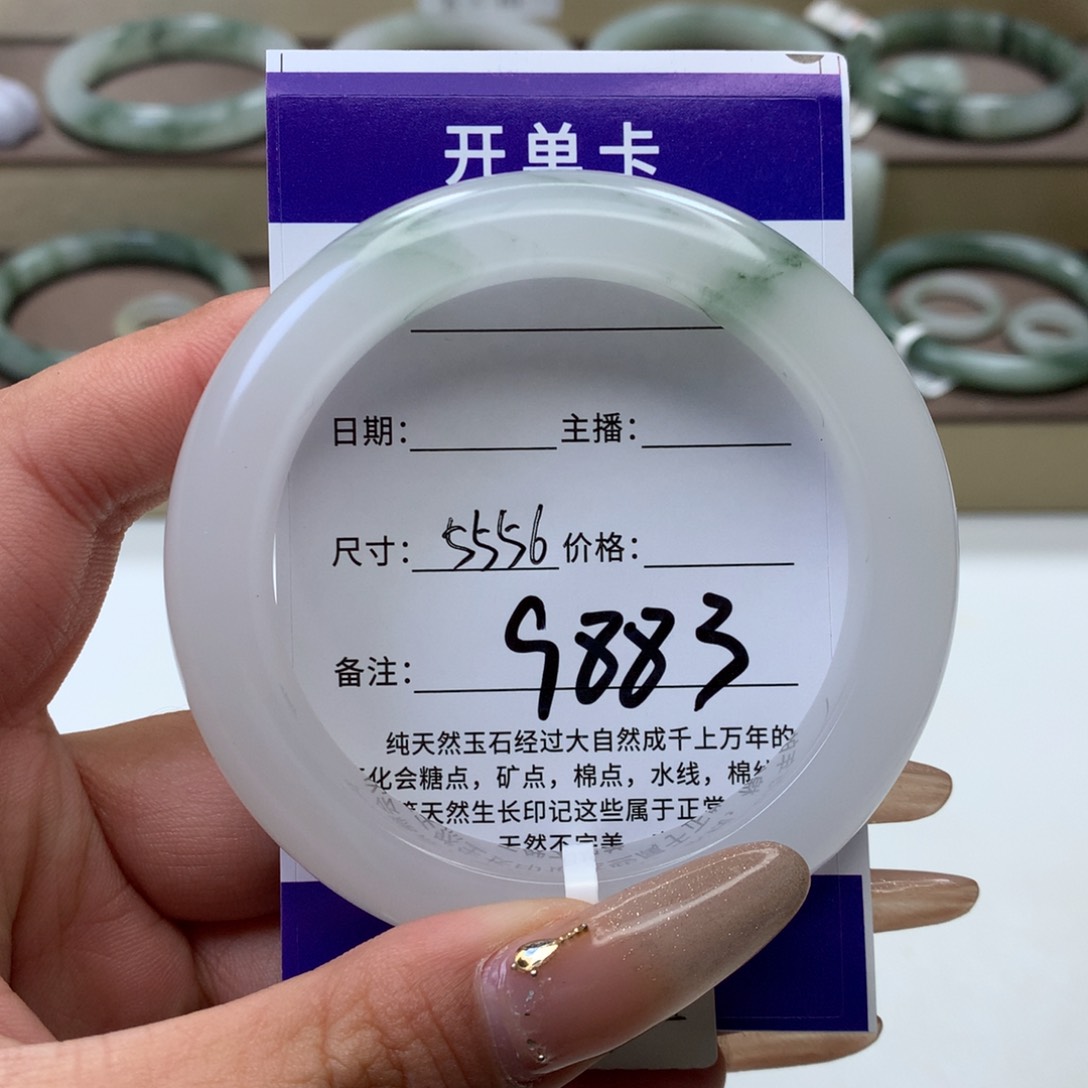 开单卡
日期： 主播：
尺寸：5556 价格：
备注：9883
纯天然玉石经过大自然成千上万年的
化会糖点，矿点，棉点，水线，棉
天然生长印记这些属于正常
天然不完美